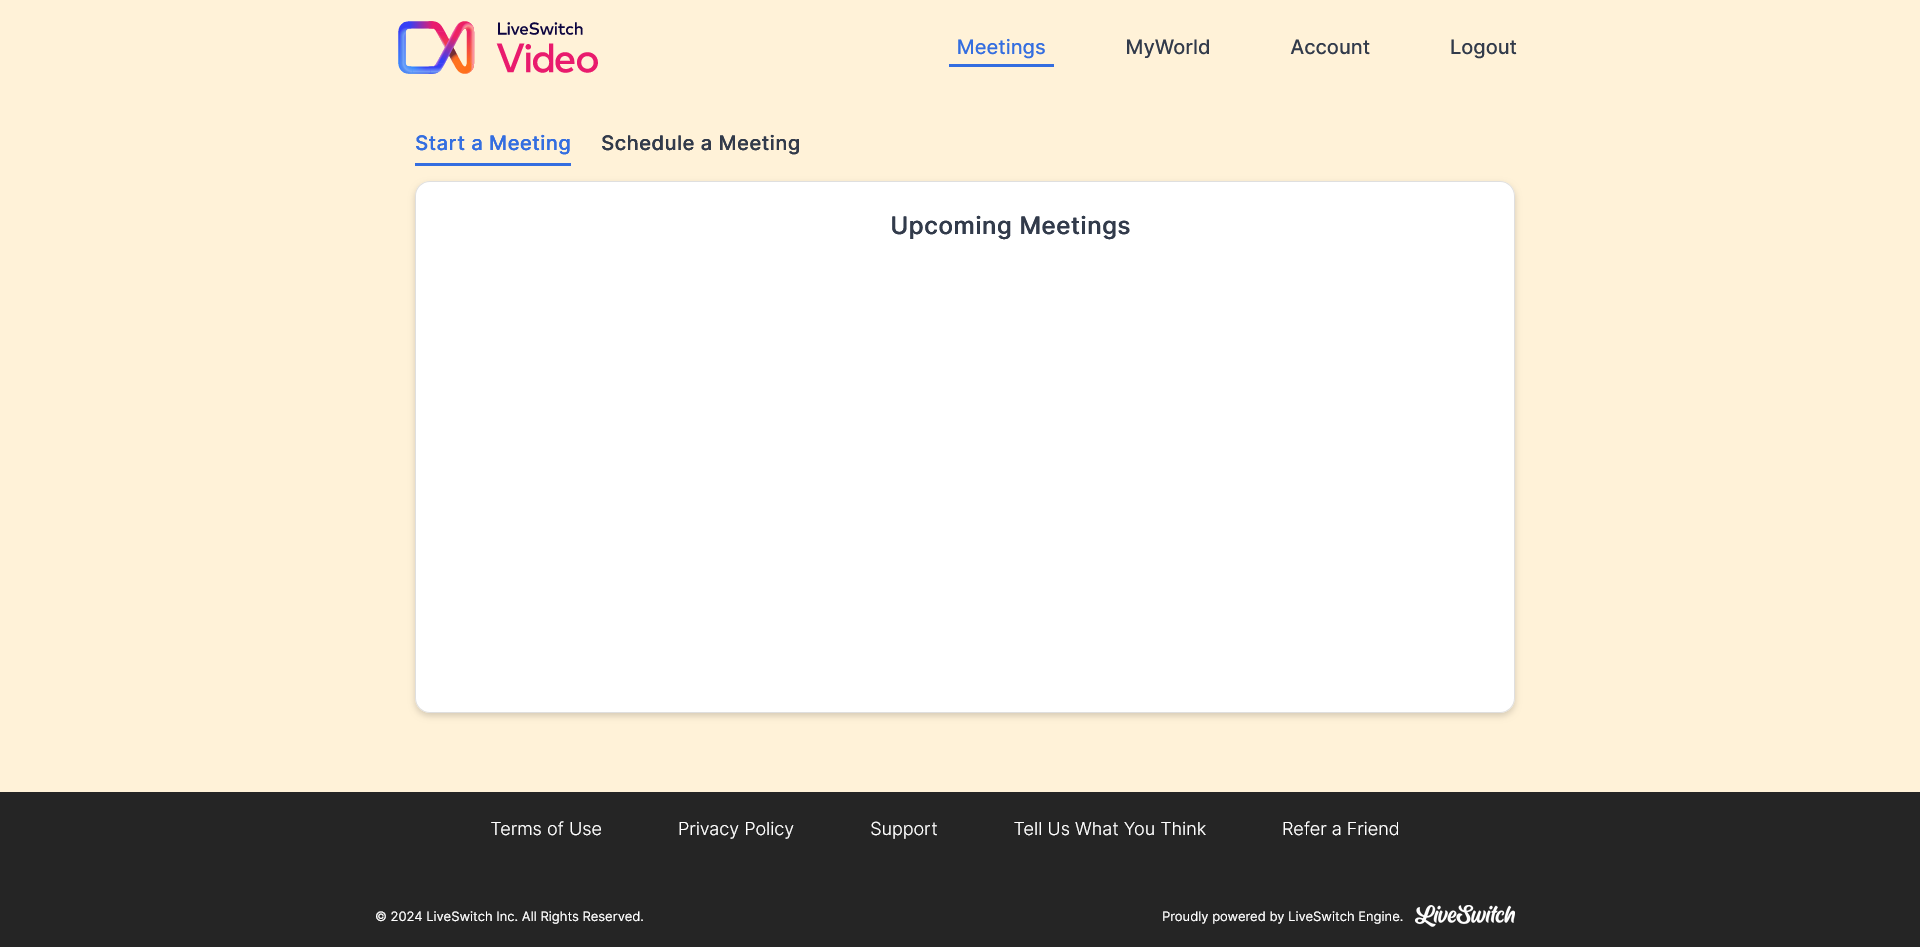 LiveSwitch
Video
Meetings
MyWorld
Account
Logout
Start a Meeting
Schedule a Meeting
Upcoming Meetings
Terms of Use
Privacy Policy
Support
Tell Us What You Think
Refer a Friend
© 2024 LiveSwitch Inc. All Rights Reserved.
Proudly powered by LiveSwitch Engine.
LiveSwitch